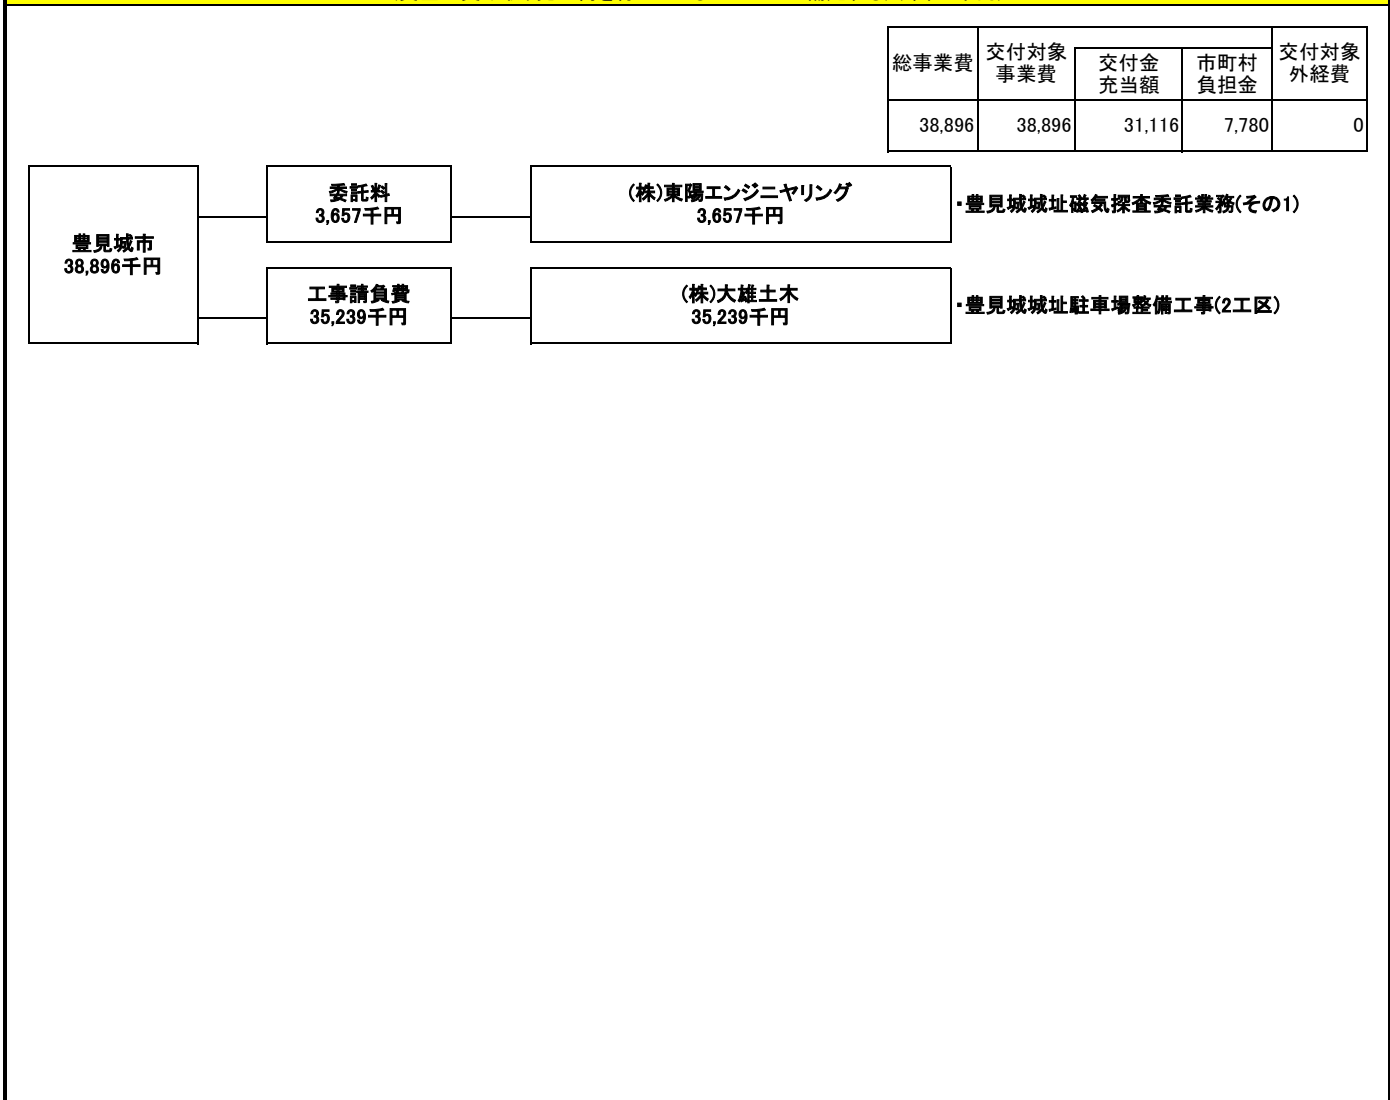 総事業費
交付対象
事業費
交付金
充当額
市町村
負担金
交付対象
外経費
38,896
38,896
31,116
7,780
0
豊見城市
38,896千円
委託料
3,657千円
(株)東陽エンジニヤリング
3,657千円
・豊見城城址磁気探査委託業務(その1)
工事請負費
35,239千円
(株)大雄土木
35,239千円
・豊見城城址駐車場整備工事(2工区)